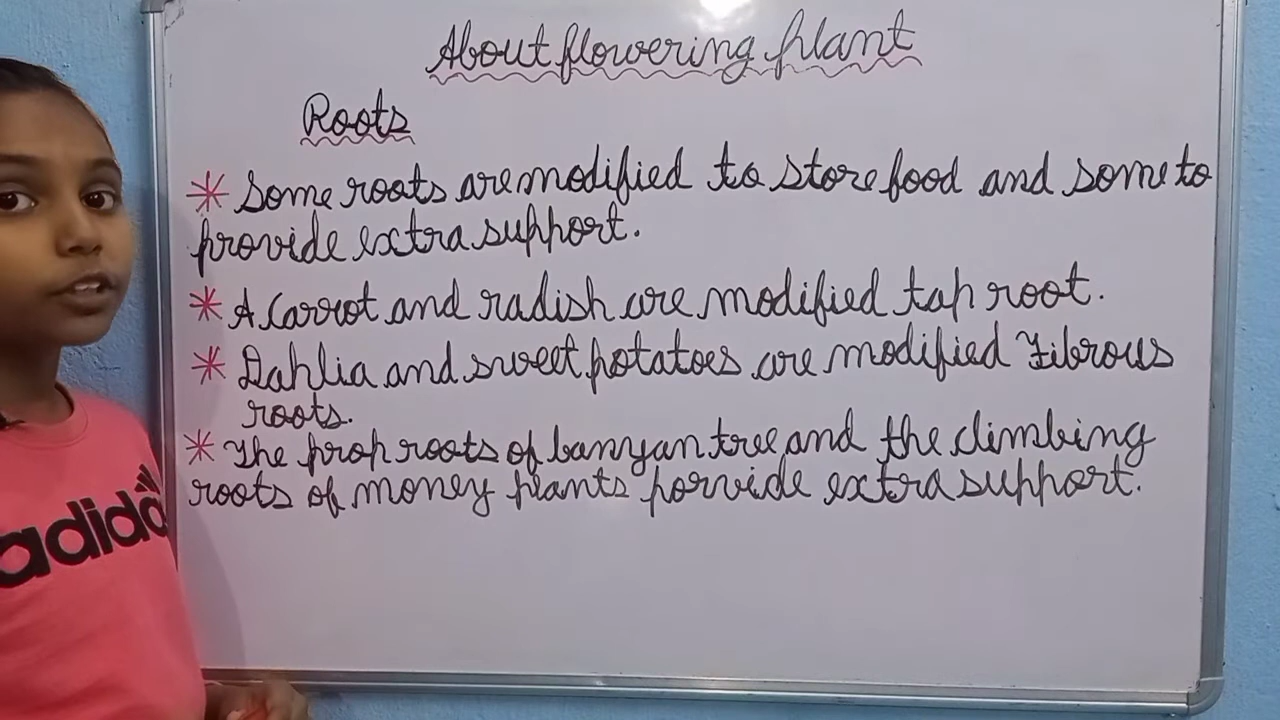 About flowering plant
Roots
* Some roots are modified to store food and some to
provide extra support.
* A Carrot and radish are modified tap root.
* Dahlia and sweet potatoes are modified Fibrous
roots.
* The prop roots of banyan tree and the climbing
roots of money plants porvide extra support.
adidas